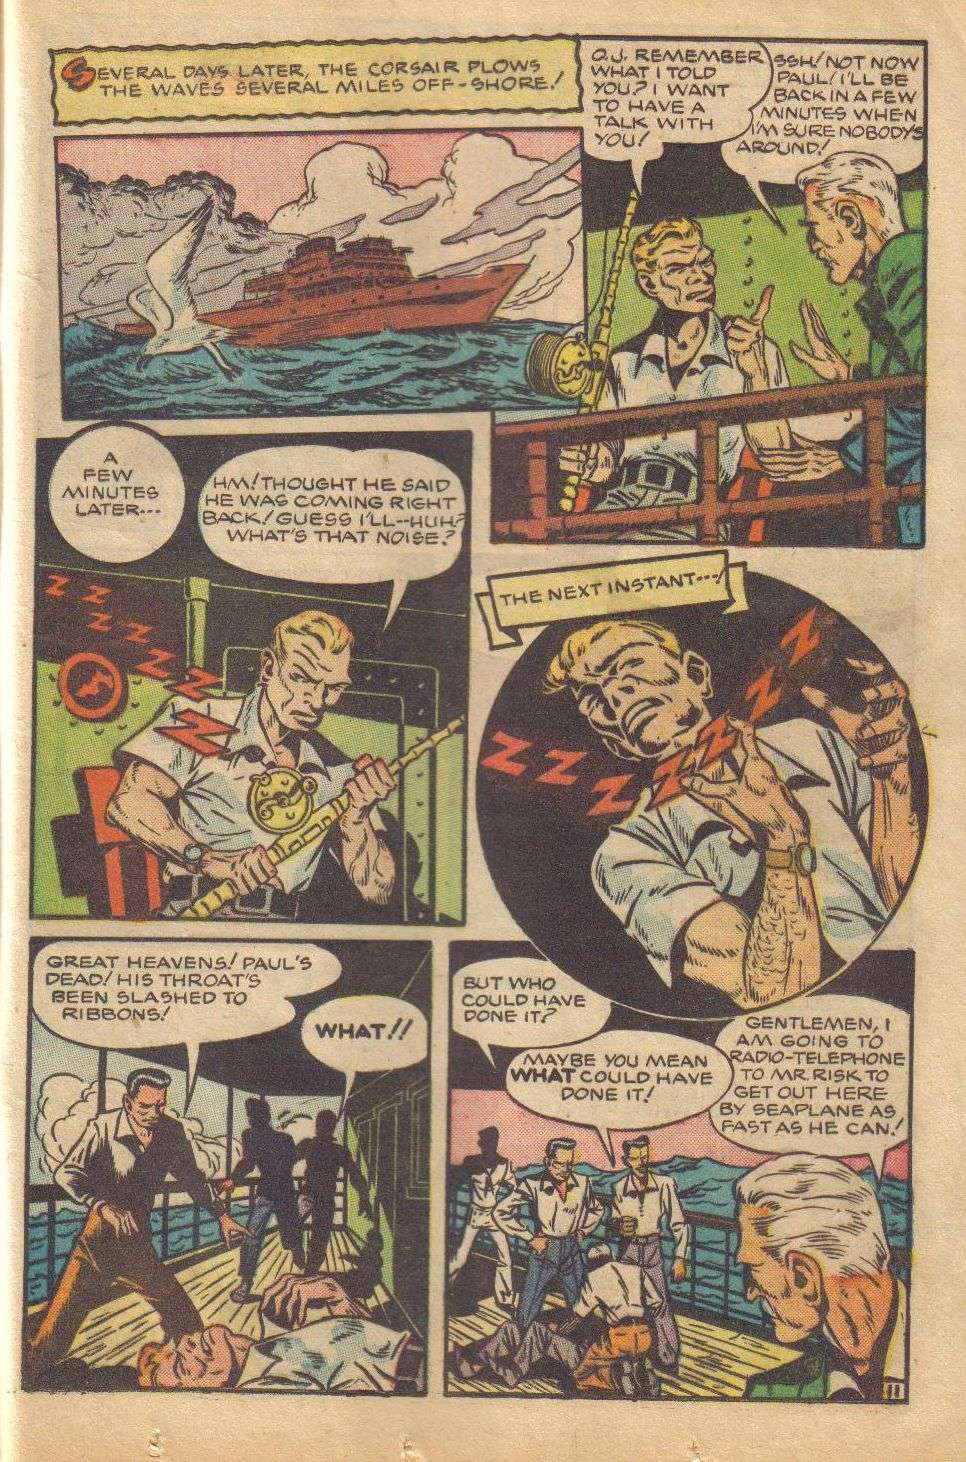 SEVERAL DAYS LATER, THE CORSAIR PLOWS
THE WAVES SEVERAL MILES OFF-SHORE!
O.J. REMEMBER
WHAT I TOLD
YOU? I WANT
TO HAVE A
TALK WITH
YOU!
SSH! NOT NOW
PAUL! I'LL BE
BACK IN A FEW
MINUTES WHEN
I'M SURE NOBODY'S
AROUND!
A
FEW
MINUTES
LATER---
HM! THOUGHT HE SAID
HE WAS COMING RIGHT
BACK! GUESS I'LL--HUH?
WHAT'S THAT NOISE?
Z Z Z Z Z Z Z
THE NEXT INSTANT---!
Z Z Z Z Z Z Z
GREAT HEAVENS! PAUL'S
DEAD! HIS THROAT'S
BEEN SLASHED TO
RIBBONS!
WHAT!!
BUT WHO
COULD HAVE
DONE IT?
MAYBE YOU MEAN
WHAT COULD HAVE
DONE IT!
GENTLEMEN, I
AM GOING TO
RADIO-TELEPHONE
TO MR. RISK TO
GET OUT HERE
BY SEAPLANE AS
FAST AS HE CAN!
11